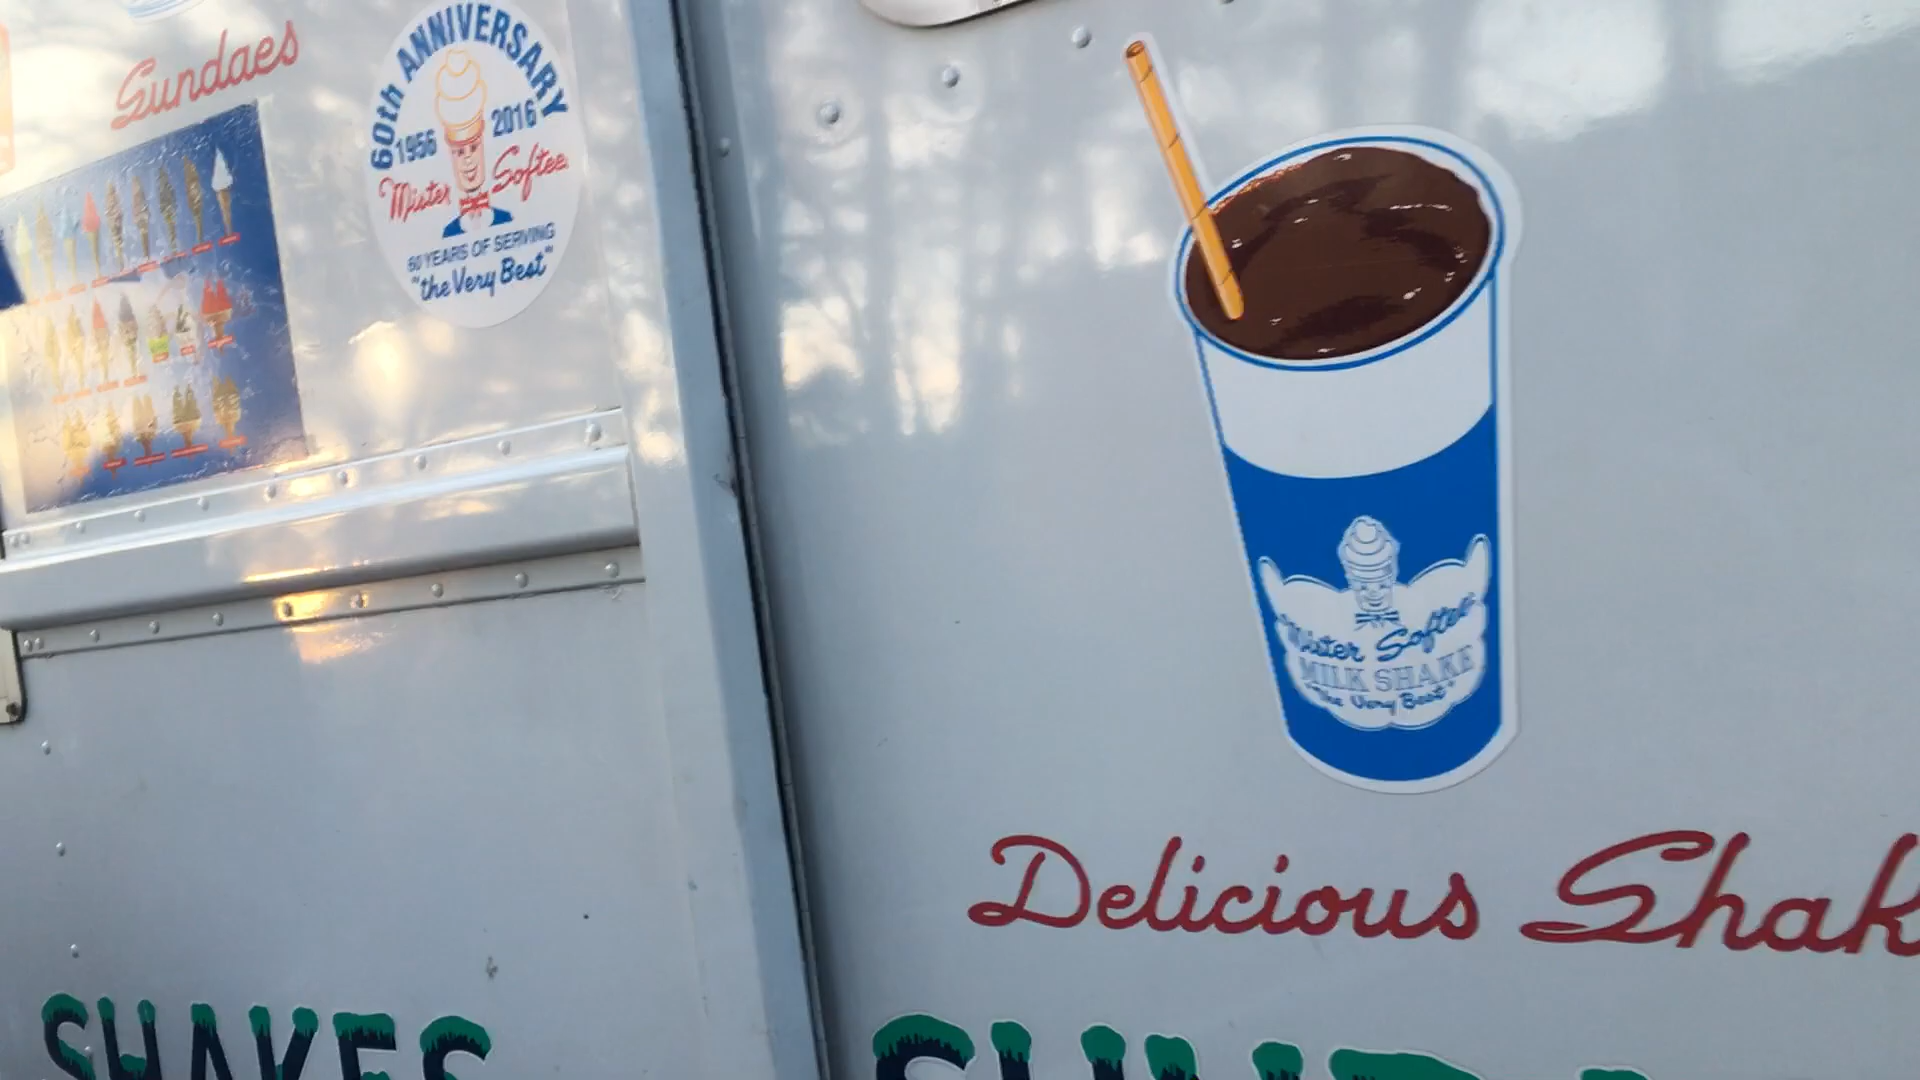 Sundaes
60th ANNIVERSARY
1956 2016
Mister Softee
60 YEARS OF SERVING
"the Very Best"
Mister Softee
MILK SHAKE
"the Very Best"
Delicious Shak
SHAKES